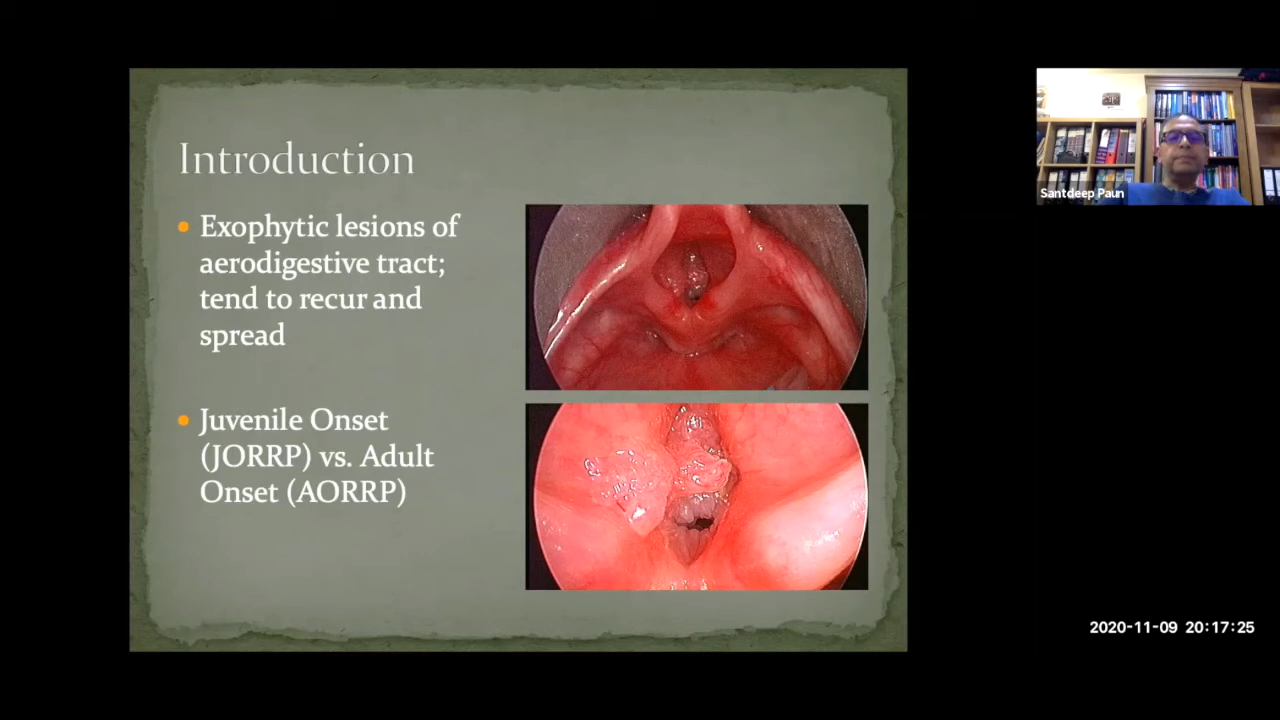 Introduction
Exophytic lesions of
aerodigestive tract;
tend to recur and
spread
Juvenile Onset
(JORRP) vs. Adult
Onset (AORRP)
Santdeep Paun
2020-11-09 20:17:25